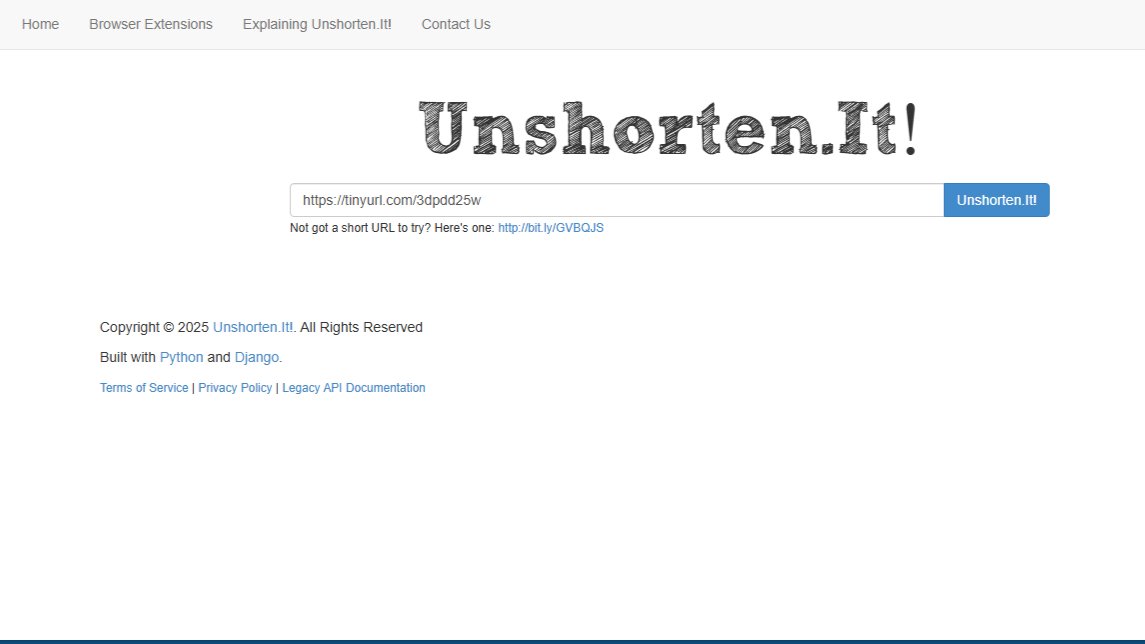 Home Browser Extensions Explaining Unshorten.It! Contact Us
Unshorten.It!
https://tinyurl.com/3dpdd25w Unshorten.It!
Not got a short URL to try? Here's one: http://bit.ly/GVBQJS
Copyright © 2025 Unshorten.It!. All Rights Reserved
Built with Python and Django.
Terms of Service | Privacy Policy | Legacy API Documentation